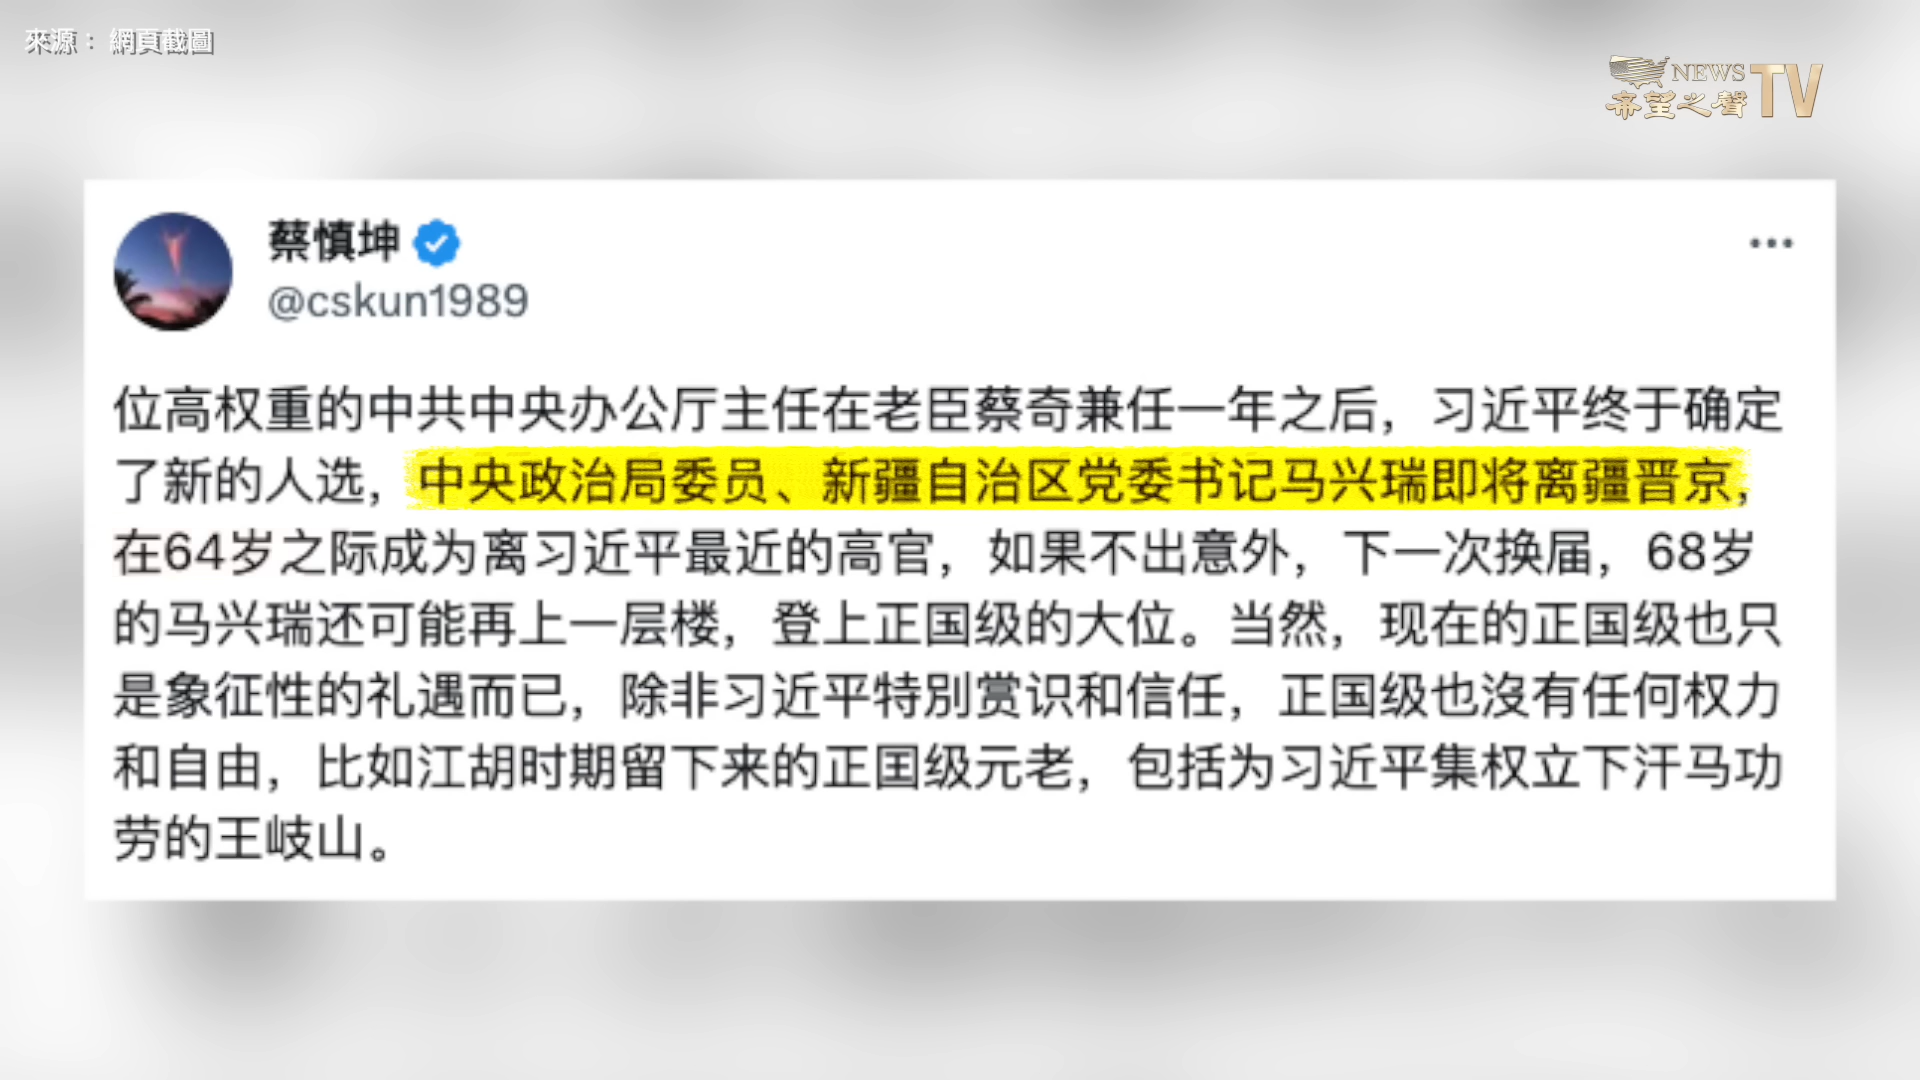 來源： 網頁截圖
NEWS
希望之聲TV
蔡慎坤
@cskun1989
位高权重的中共中央办公厅主任在老臣蔡奇兼任一年之后，习近平终于确定
了新的人选，中央政治局委员、新疆自治区党委书记马兴瑞即将离疆晋京，
在64岁之际成为离习近平最近的高官，如果不出意外，下一次换届，68岁
的马兴瑞还可能再上一层楼，登上正国级的大位。当然，现在的正国级也只
是象征性的礼遇而已，除非习近平特別赏识和信任，正国级也沒有任何权力
和自由，比如江胡时期留下来的正国级元老，包括为习近平集权立下汗马功
劳的王岐山。